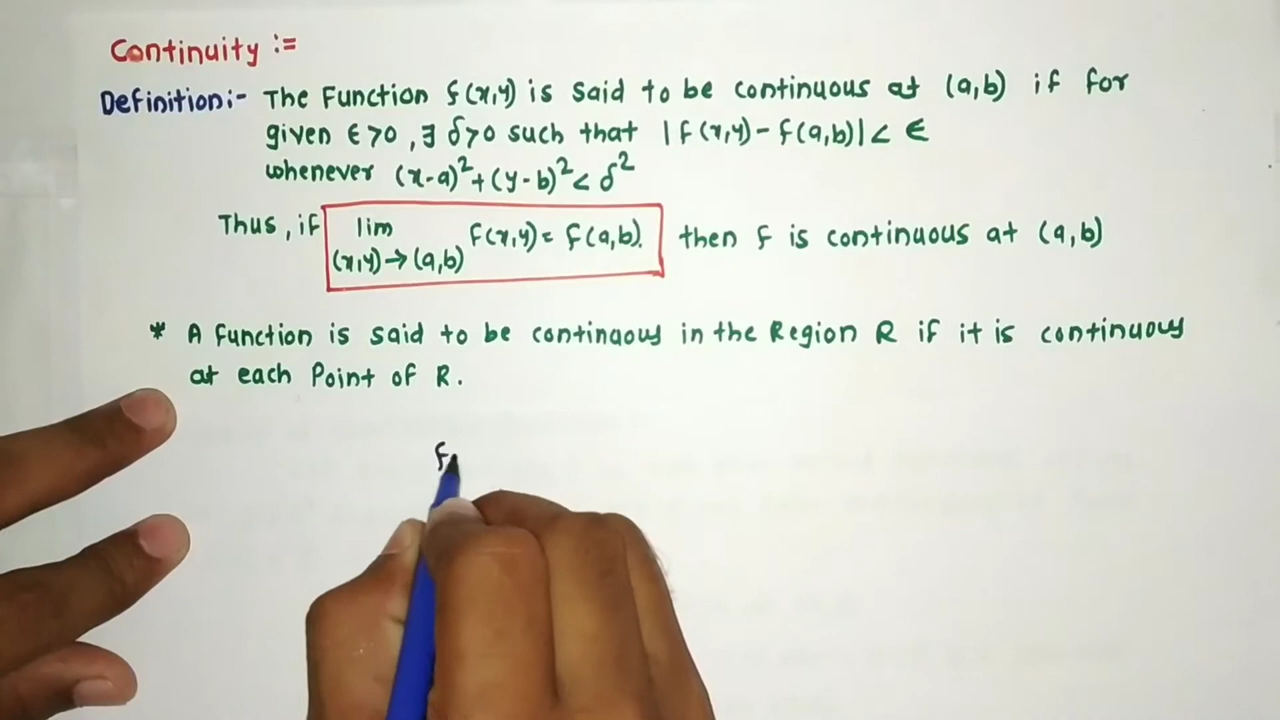 Continuity :=
Definition:- The Function f(x,y) is said to be continuous at (a,b) if for
given ϵ>0, ∃ δ>0 such that |f(x,y)-f(a,b)|< ϵ
whenever (x-a)²+(y-b)²<δ²
Thus, if lim f(x,y)= f(a,b). then f is continuous at (a,b)
(x,y)→(a,b)
* A function is said to be continuous in the Region R if it is continuous
at each Point of R.
f